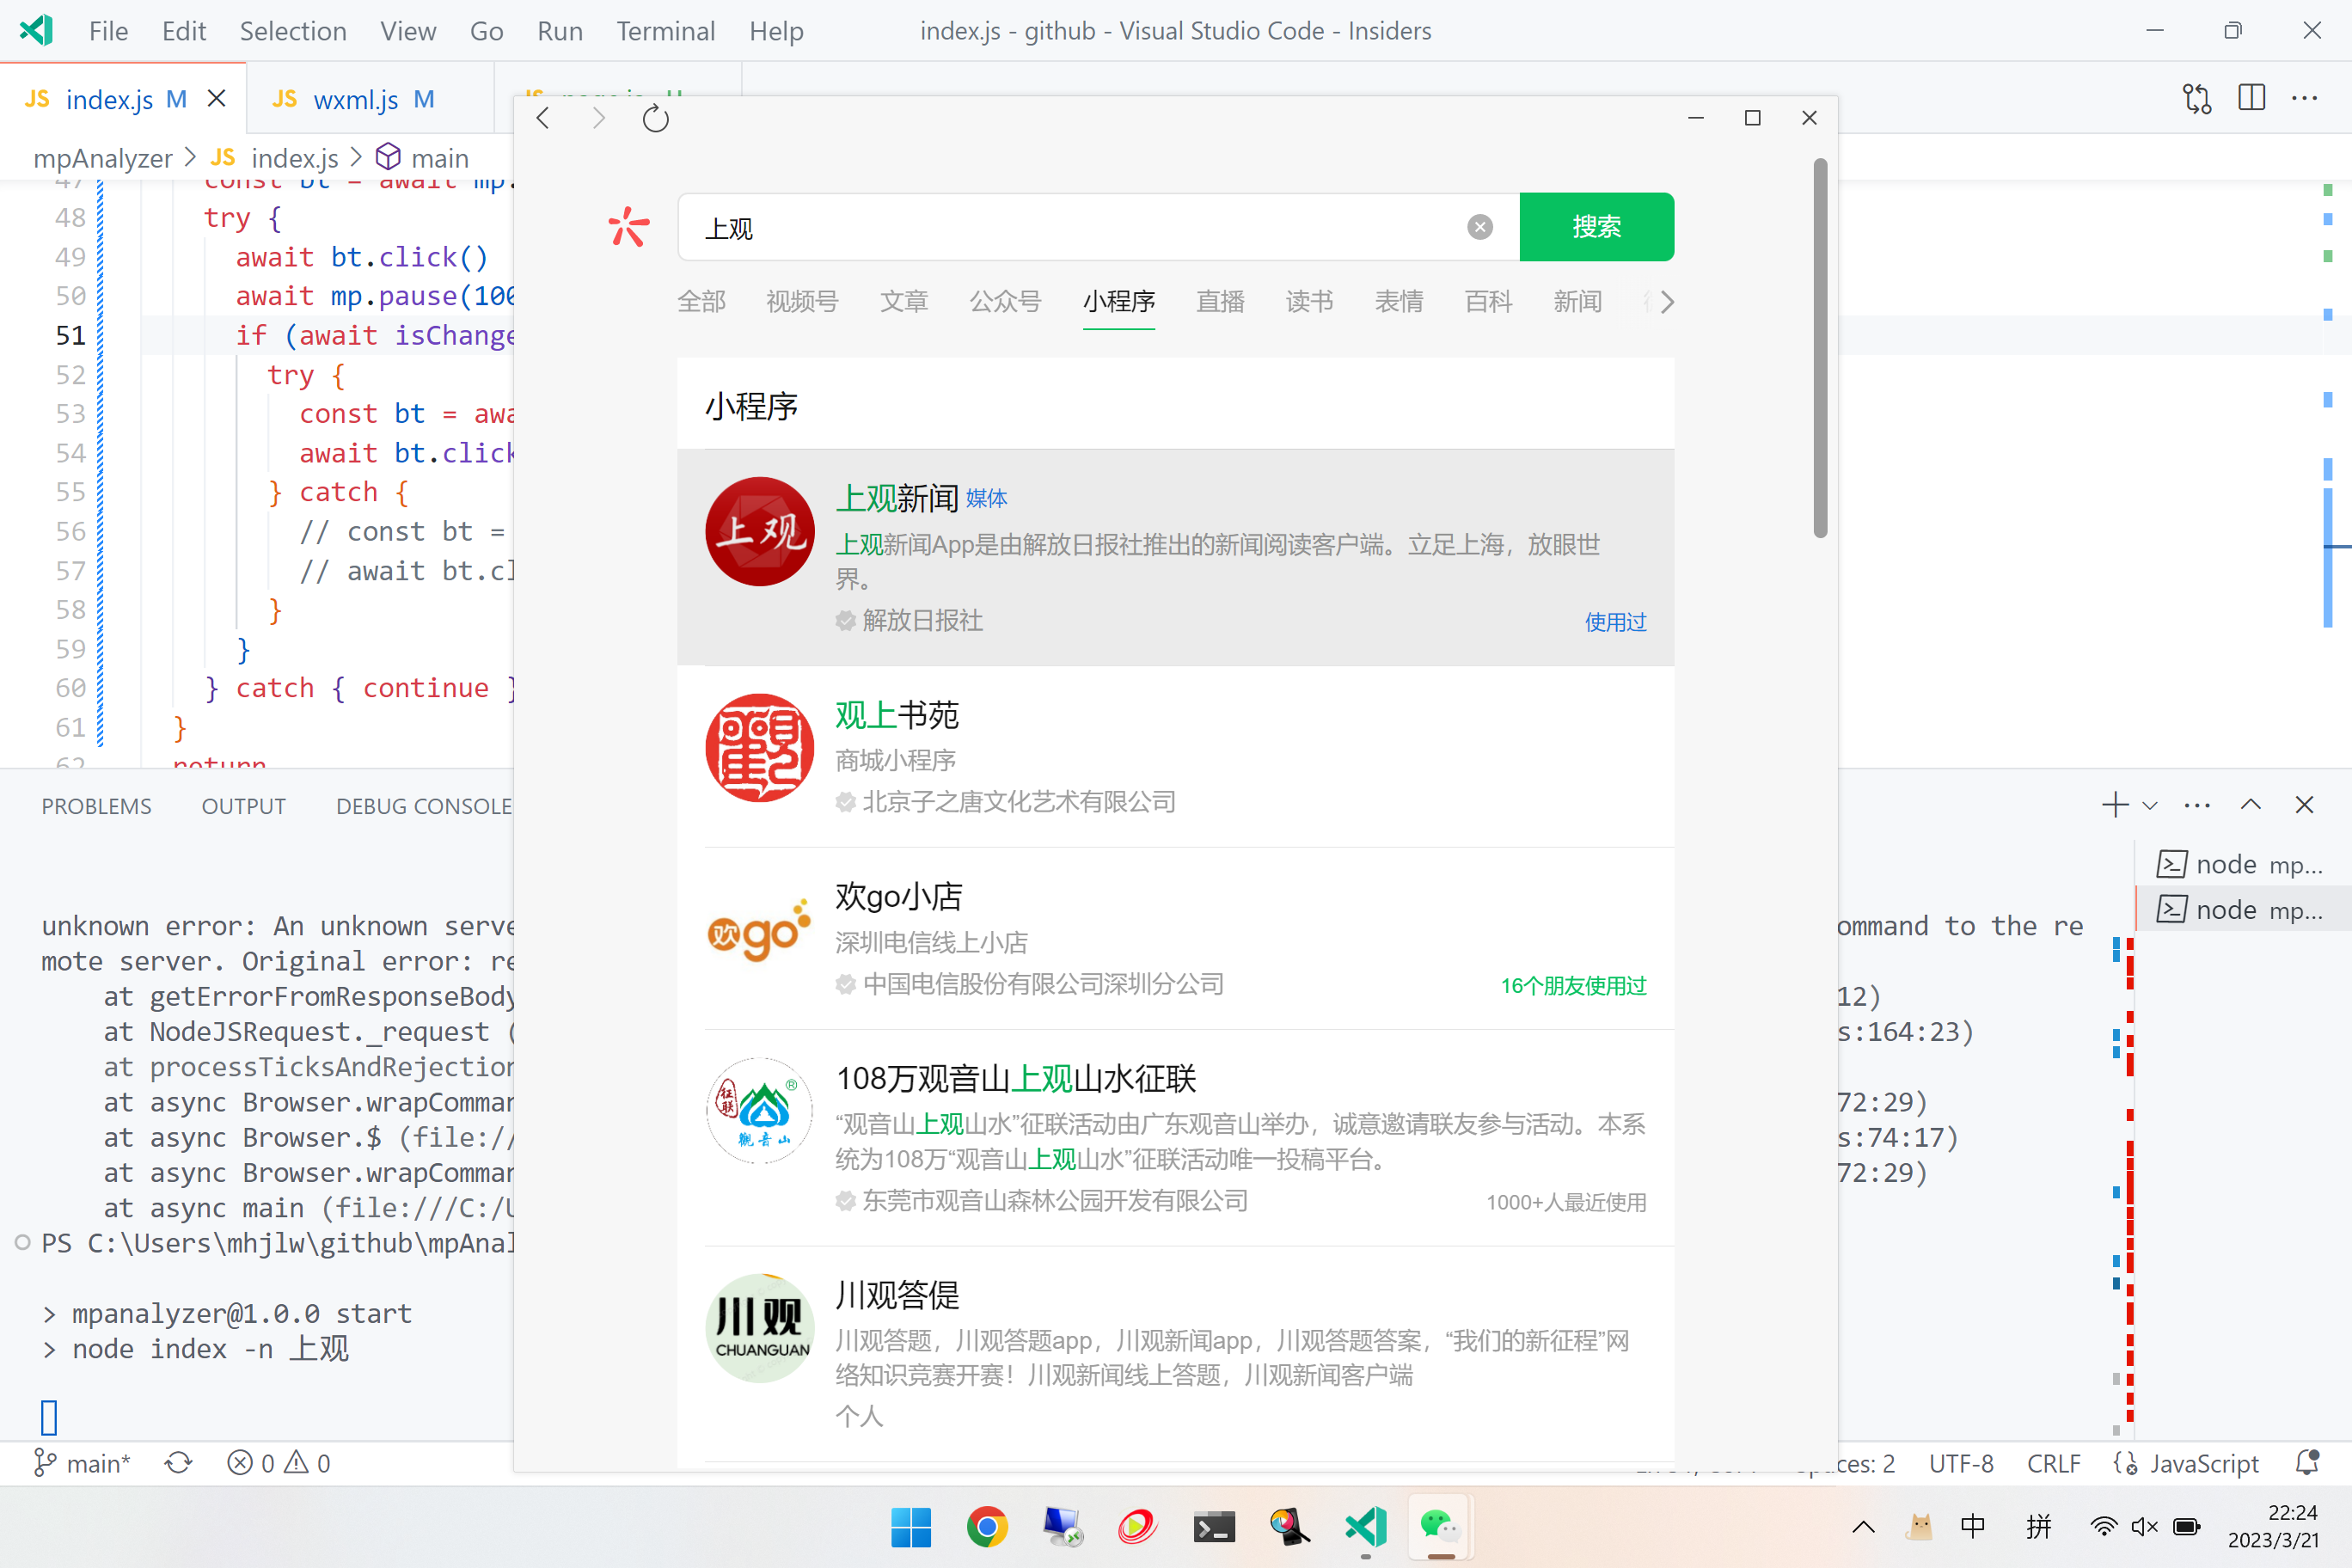 File Edit Selection View Go Run Terminal Help index.js - github - Visual Studio Code - Insiders
JS index.js M JS wxml.js M
mpAnalyzer > JS index.js > main
47 const bt = await mp.
48 try {
49 await bt.click()
50 await mp.pause(100
51 if (await isChange
52 try {
53 const bt = awa
54 await bt.click
55 } catch {
56 // const bt =
57 // await bt.cl
58 }
59 }
60 } catch { continue }
61 }
62 return
上观
搜索
全部 视频号 文章 公众号 小程序 直播 读书 表情 百科 新闻
小程序
上观
上观新闻 媒体
上观新闻App是由解放日报社推出的新闻阅读客户端。立足上海，放眼世
界。
解放日报社 使用过
观上书苑
商城小程序
北京子之唐文化艺术有限公司
欢go
欢go小店
深圳电信线上小店
中国电信股份有限公司深圳分公司 16个朋友使用过
征联
觀音山
108万观音山上观山水征联
“观音山上观山水”征联活动由广东观音山举办，诚意邀请联友参与活动。本系
统为108万“观音山上观山水”征联活动唯一投稿平台。
东莞市观音山森林公园开发有限公司 1000+人最近使用
川观
CHUANGUAN
川观答偍
川观答题，川观答题app，川观新闻app，川观答题答案，“我们的新征程”网
络知识竞赛开赛！川观新闻线上答题，川观新闻客户端
个人
PROBLEMS OUTPUT DEBUG CONSOLE
node mp...
node mp...
unknown error: An unknown serve
ommand to the re
mote server. Original error: re
at getErrorFromResponseBody
12)
at NodeJSRequest._request (
s:164:23)
at processTicksAndRejection
at async Browser.wrapComman
72:29)
at async Browser.$ (file://
s:74:17)
at async Browser.wrapComman
72:29)
at async main (file:///C:/U
PS C:\Users\mhjlw\github\mpAnal
> mpanalyzer@1.0.0 start
> node index -n 上观
main* 0 0 Spaces: 2 UTF-8 CRLF JavaScript
中 拼 22:24
2023/3/21